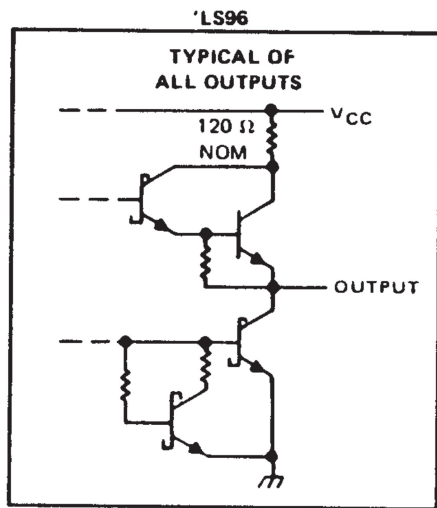 'LS96
TYPICAL OF
ALL OUTPUTS
VCC
120 Ω
NOM
OUTPUT